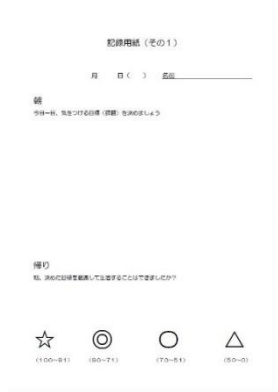 記録用紙（その１）
月　　日（　　）　名前
朝
今日一日、気をつける目標（課題）を決めましょう
帰り
朝、決めた目標を意識して生活することはできましたか？
☆　◎　〇　△
(100~91)　(90~71)　(70~51)　(50~0)